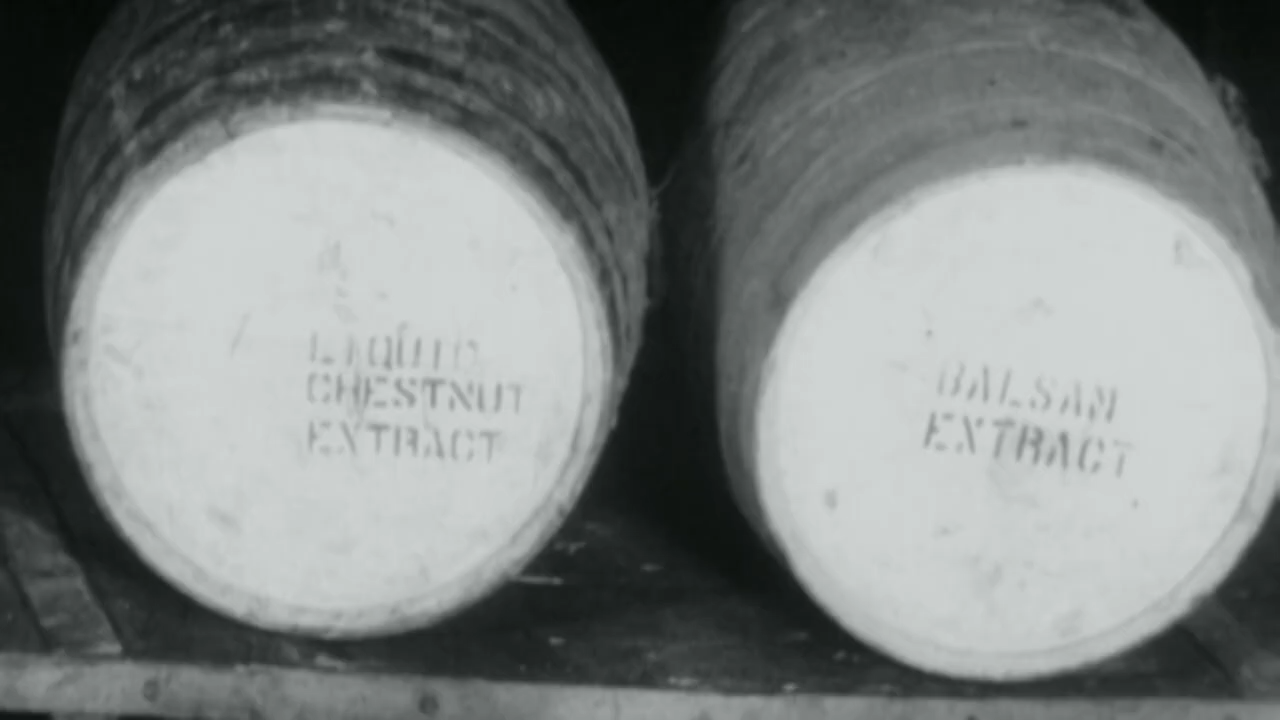 LIQUID
CHESTNUT
EXTRACT
BALSAM
EXTRACT